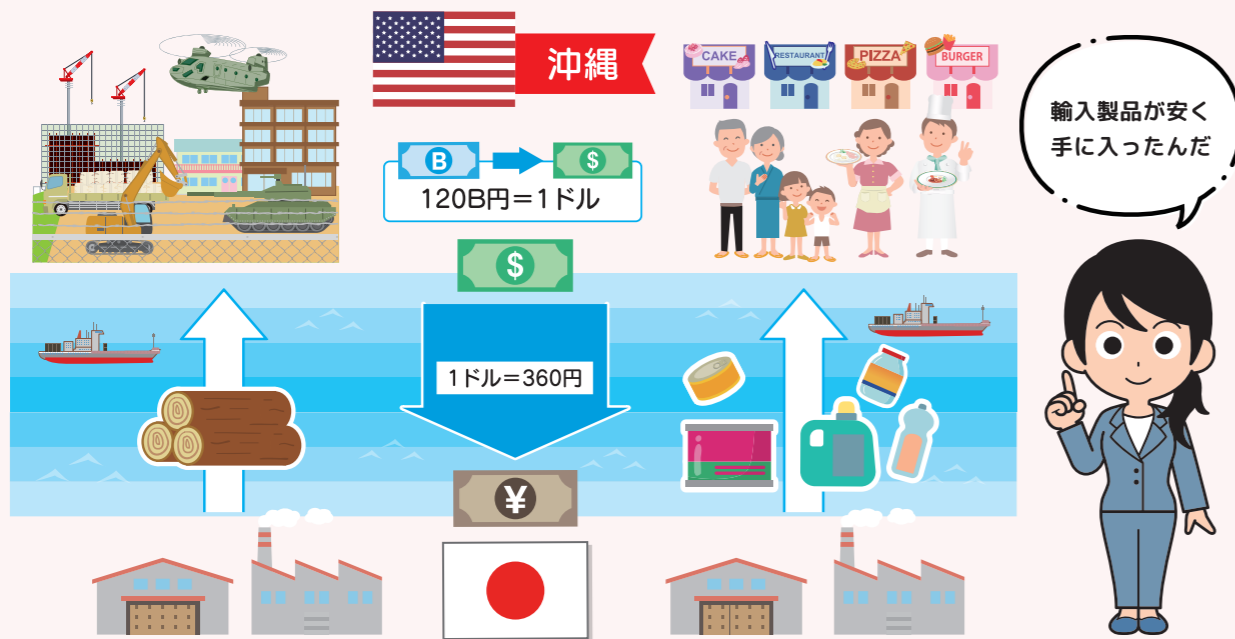 沖縄
CAKE
RESTAURANT
PIZZA
BURGER
輸入製品が安く
手に入ったんだ
B
$
120B円＝1ドル
$
1ドル＝360円
¥